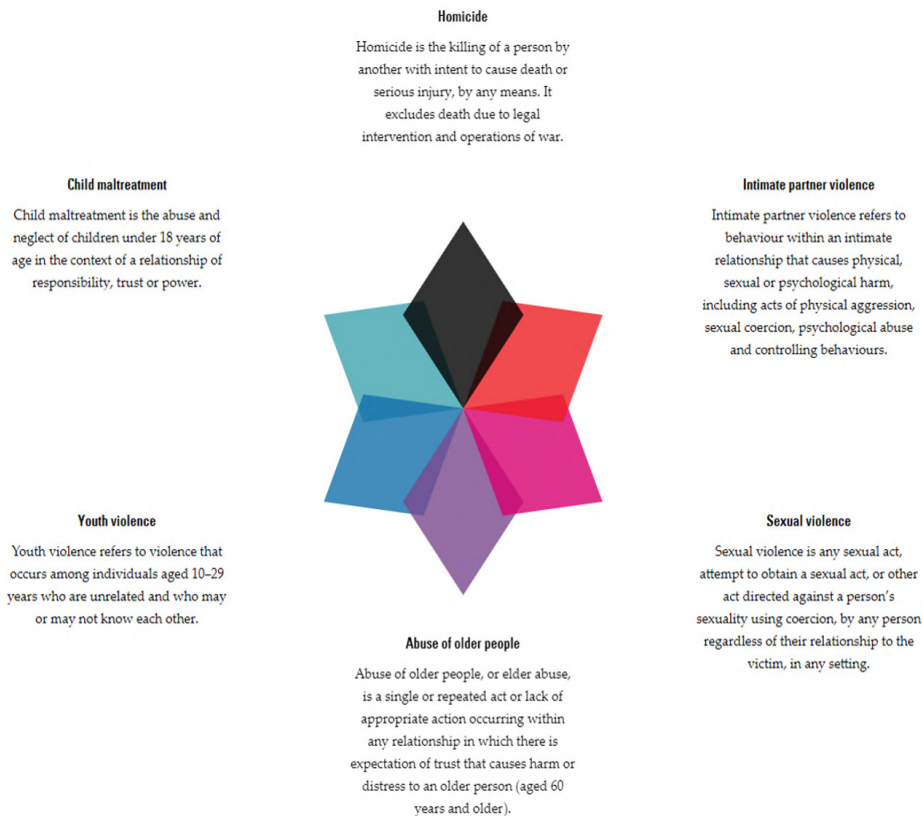 Homicide
Homicide is the killing of a person by
another with intent to cause death or
serious injury, by any means. It
excludes death due to legal
intervention and operations of war.
Child maltreatment
Child maltreatment is the abuse and
neglect of children under 18 years of
age in the context of a relationship of
responsibility, trust or power.
Intimate partner violence
Intimate partner violence refers to
behaviour within an intimate
relationship that causes physical,
sexual or psychological harm,
including acts of physical aggression,
sexual coercion, psychological abuse
and controlling behaviours.
Youth violence
Youth violence refers to violence that
occurs among individuals aged 10–29
years who are unrelated and who may
or may not know each other.
Sexual violence
Sexual violence is any sexual act,
attempt to obtain a sexual act, or other
act directed against a person's
sexuality using coercion, by any person
regardless of their relationship to the
victim, in any setting.
Abuse of older people
Abuse of older people, or elder abuse,
is a single or repeated act or lack of
appropriate action occurring within
any relationship in which there is
expectation of trust that causes harm or
distress to an older person (aged 60
years and older).